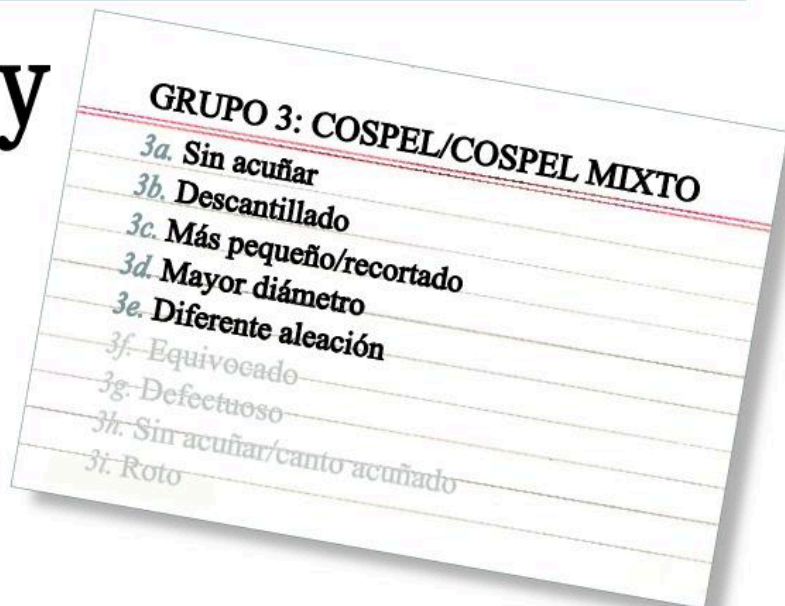 y
GRUPO 3: COSPEL/COSPEL MIXTO
3a. Sin acuñar
3b. Descantillado
3c. Más pequeño/recortado
3d. Mayor diámetro
3e. Diferente aleación
3f. Equivocado
3g. Defectuoso
3h. Sin acuñar/canto acuñado
3i. Roto